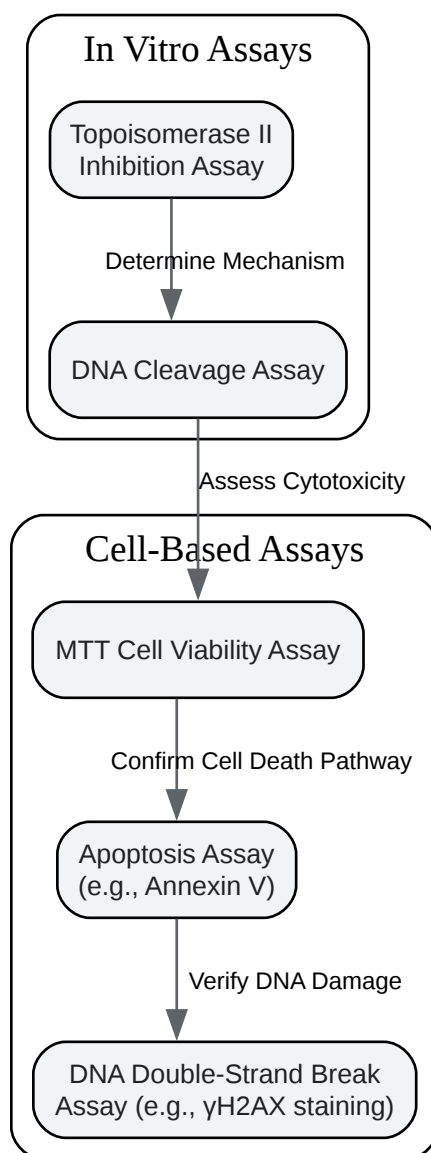 In Vitro Assays
Topoisomerase II
Inhibition Assay
Determine Mechanism
DNA Cleavage Assay
Assess Cytotoxicity
Cell-Based Assays
MTT Cell Viability Assay
Confirm Cell Death Pathway
Apoptosis Assay
(e.g., Annexin V)
Verify DNA Damage
DNA Double-Strand Break
Assay (e.g., γH2AX staining)